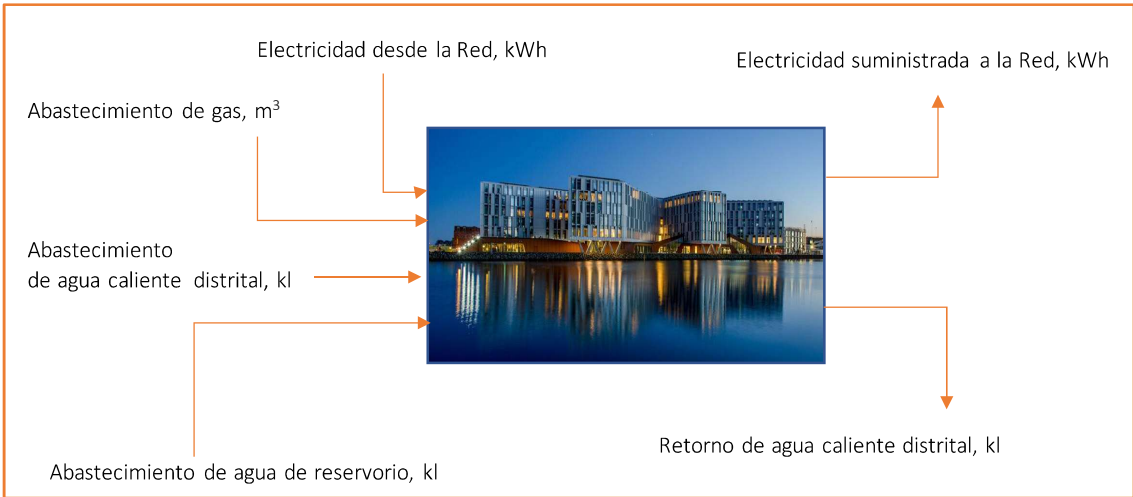 Electricidad desde la Red, kWh
Electricidad suministrada a la Red, kWh
Abastecimiento de gas, m³
Abastecimiento
de agua caliente distrital, kl
Retorno de agua caliente distrital, kl
Abastecimiento de agua de reservorio, kl